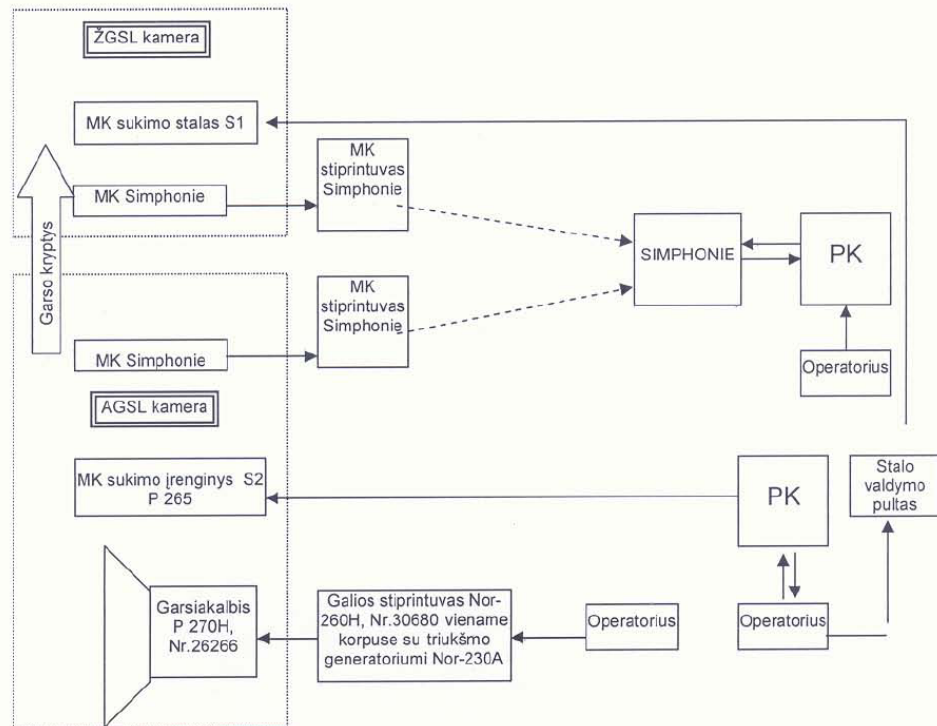 ŽGSL kamera
MK sukimo stalas S1
MK
stiprintuvas
Simphonie
MK Simphonie
Garso kryptys
SIMPHONIE
PK
MK
stiprintuvas
Simphonie
MK Simphonie
Operatorius
AGSL kamera
MK sukimo įrenginys S2
P 265
PK
Stalo
valdymo
pultas
Garsiakalbis
P 270H,
Nr.26266
Galios stiprintuvas Nor-
260H, Nr.30680 viename
korpuse su triukšmo
generatoriumi Nor-230A
Operatorius
Operatorius